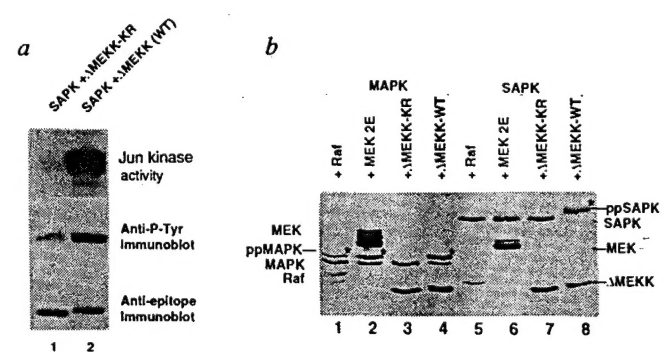 a
SAPK +ΔMEKK-KR
SAPK +ΔMEKK (WT)
Jun kinase
activity
Anti-P-Tyr
Immunoblot
Anti-epitope
Immunoblot
1 2
b
MAPK SAPK
+ Raf
+ MEK 2E
+ΔMEKK-KR
+ΔMEKK-WT
+ Raf
+ MEK 2E
+ΔMEKK-KR
+ΔMEKK-WT
MEK
ppMAPK
MAPK
Raf
ppSAPK
SAPK
MEK
ΔMEKK
1 2 3 4 5 6 7 8